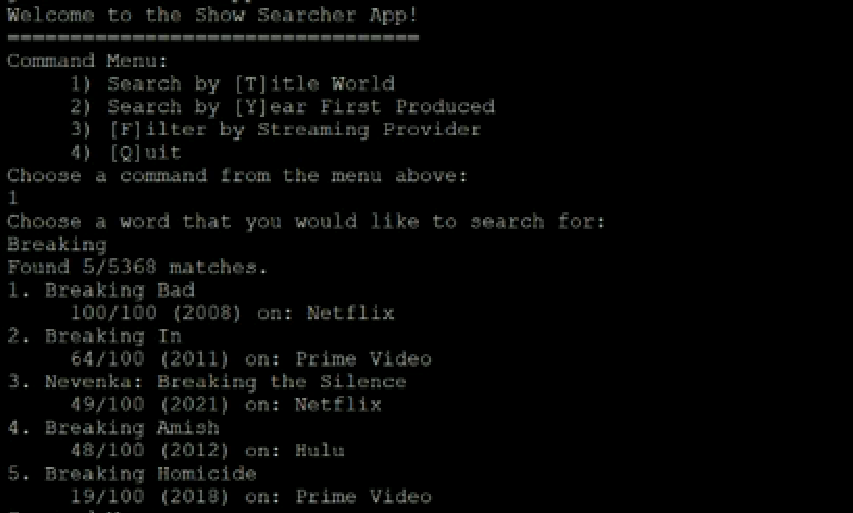 Welcome to the Show Searcher App!
=================================
Command Menu:
1) Search by [T]itle World
2) Search by [Y]ear First Produced
3) [F]ilter by Streaming Provider
4) [Q]uit
Choose a command from the menu above:
1
Choose a word that you would like to search for:
Breaking
Found 5/5368 matches.
1. Breaking Bad
100/100 (2008) on: Netflix
2. Breaking In
64/100 (2011) on: Prime Video
3. Nevenka: Breaking the Silence
49/100 (2021) on: Netflix
4. Breaking Amish
48/100 (2012) on: Hulu
5. Breaking Homicide
19/100 (2018) on: Prime Video